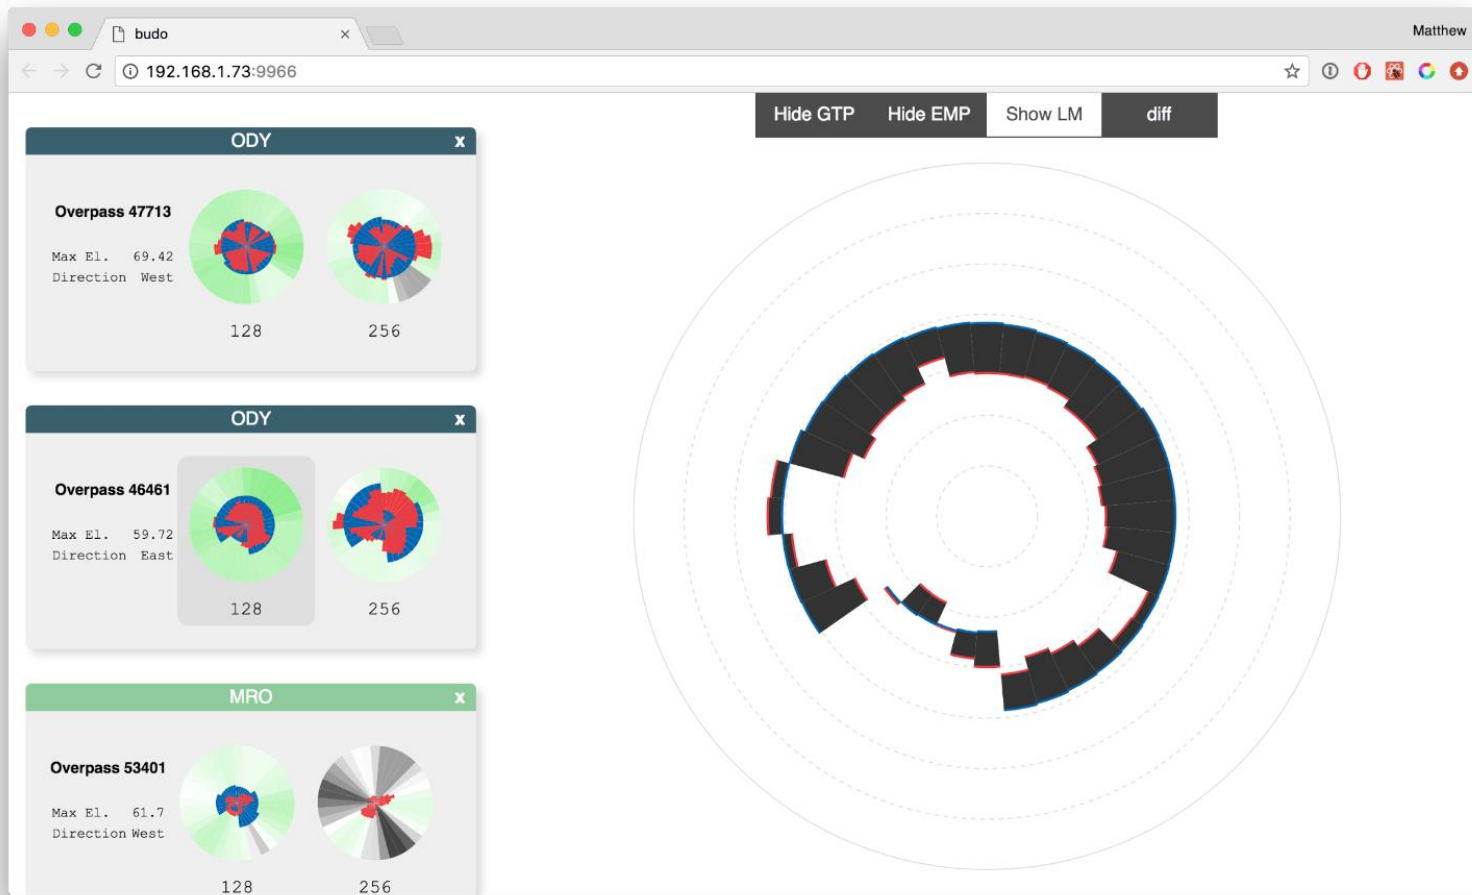 budo ×
Matthew
192.168.1.73:9966
Hide GTP Hide EMP Show LM diff
ODY x
Overpass 47713
Max El. 69.42
Direction West
128 256
ODY x
Overpass 46461
Max El. 59.72
Direction East
128 256
MRO x
Overpass 53401
Max El. 61.7
Direction West
128 256